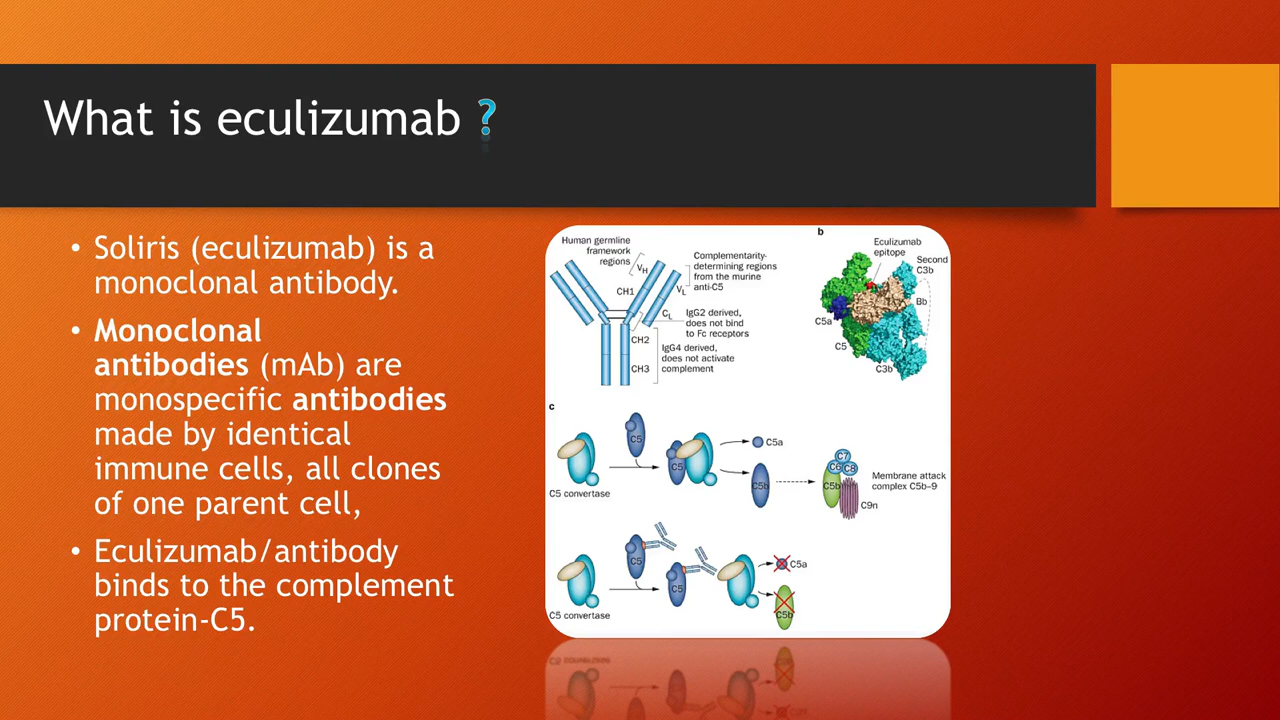 What is eculizumab ?
• Soliris (eculizumab) is a
monoclonal antibody.
• Monoclonal
antibodies (mAb) are
monospecific antibodies
made by identical
immune cells, all clones
of one parent cell,
• Eculizumab/antibody
binds to the complement
protein-C5.
Human germline
framework
regions
VH
CH1
VL
CL
CH2
CH3
Complementarity-
determining regions
from the murine
anti-C5
IgG2 derived,
does not bind
to Fc receptors
IgG4 derived,
does not activate
complement
b
Eculizumab
epitope
Second
C3b
Bb
C5a
C5
C3b
c
C5 convertase
C5
C5
C5a
C5b
C5b
C6
C7
C8
C9n
Membrane attack
complex C5b–9
C5 convertase
C5
C5
C5a
C5b